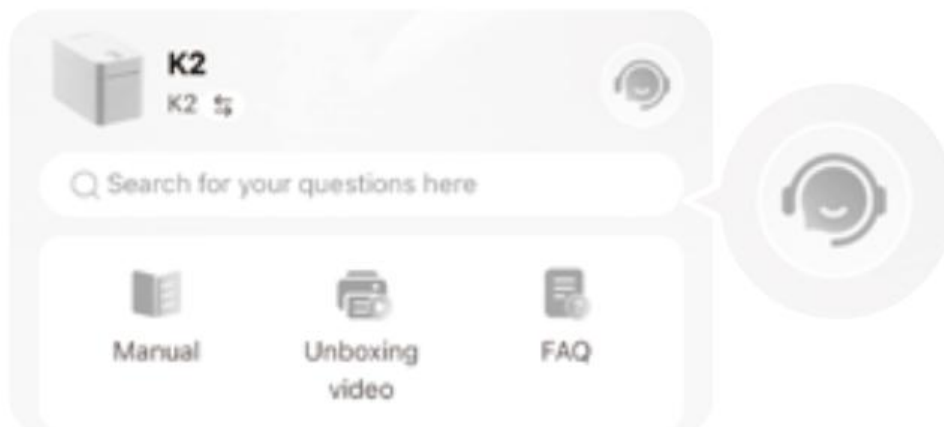 K2
K2
Search for your questions here
Manual
Unboxing
video
FAQ